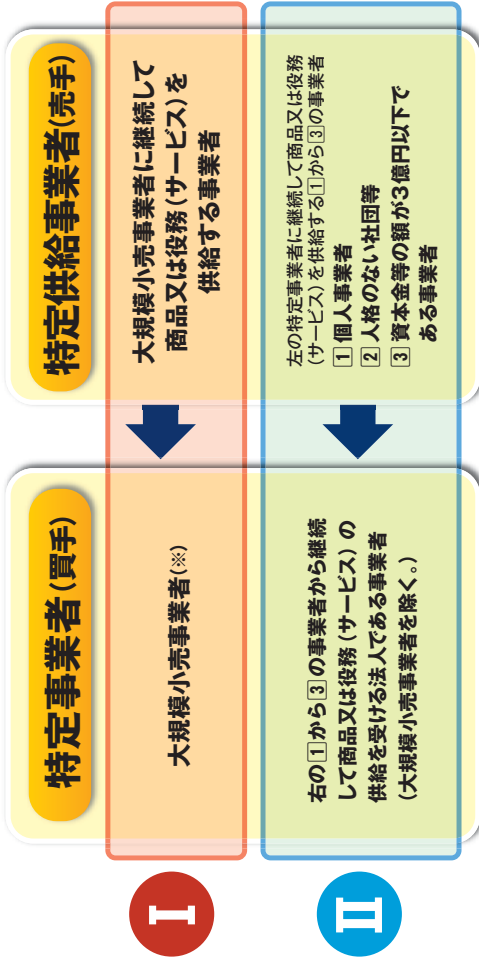 特定事業者(買手)
特定供給事業者(売手)
Ⅰ
大規模小売事業者(※)
大規模小売事業者に継続して
商品又は役務(サービス)を
供給する事業者
Ⅱ
右の1から3の事業者から継続
して商品又は役務(サービス)の
供給を受ける法人である事業者
(大規模小売事業者を除く。)
左の特定事業者に継続して商品又は役務
(サービス)を供給する1から3の事業者
1 個人事業者
2 人格のない社団等
3 資本金等の額が3億円以下で
ある事業者